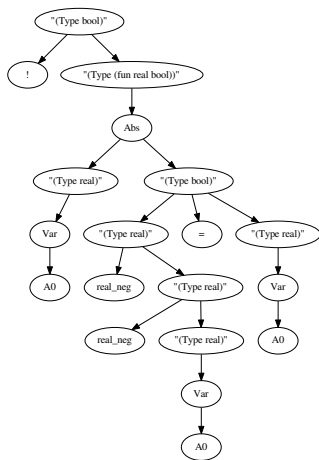 "(Type bool)"
!
"(Type (fun real bool))"
Abs
"(Type real)"
"(Type bool)"
Var
"(Type real)"
=
"(Type real)"
A0
real_neg
"(Type real)"
Var
real_neg
"(Type real)"
A0
Var
A0